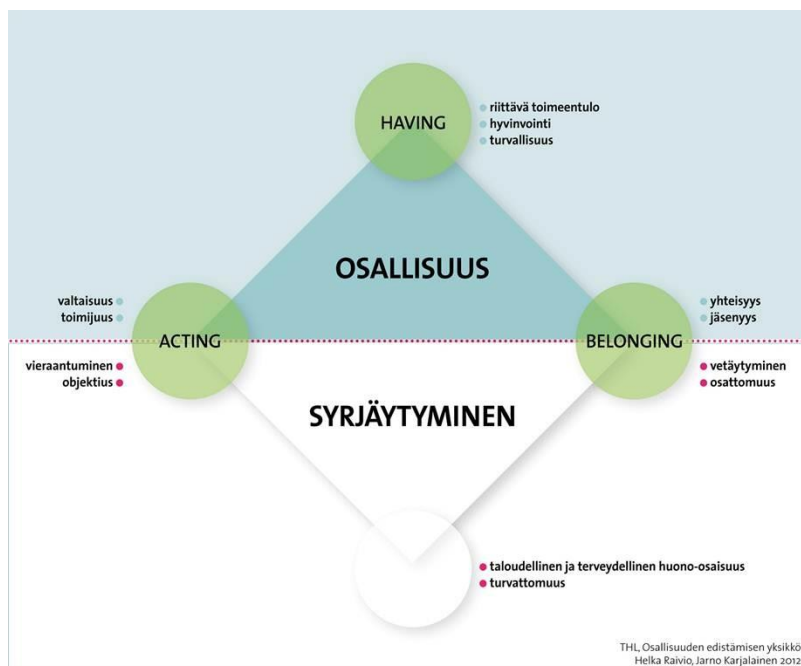 HAVING
riittävä toimeentulo
hyvinvointi
turvallisuus
OSALLISUUS
valtaisuus
toimijuus
ACTING
vieraantuminen
objektius
yhteisyys
jäsenyys
BELONGING
vetäytyminen
osattomuus
SYRJÄYTYMINEN
taloudellinen ja terveydellinen huono-osaisuus
turvattomuus
THL, Osallisuuden edistämisen yksikkö
Helka Raivio, Jarno Karjalainen 2012